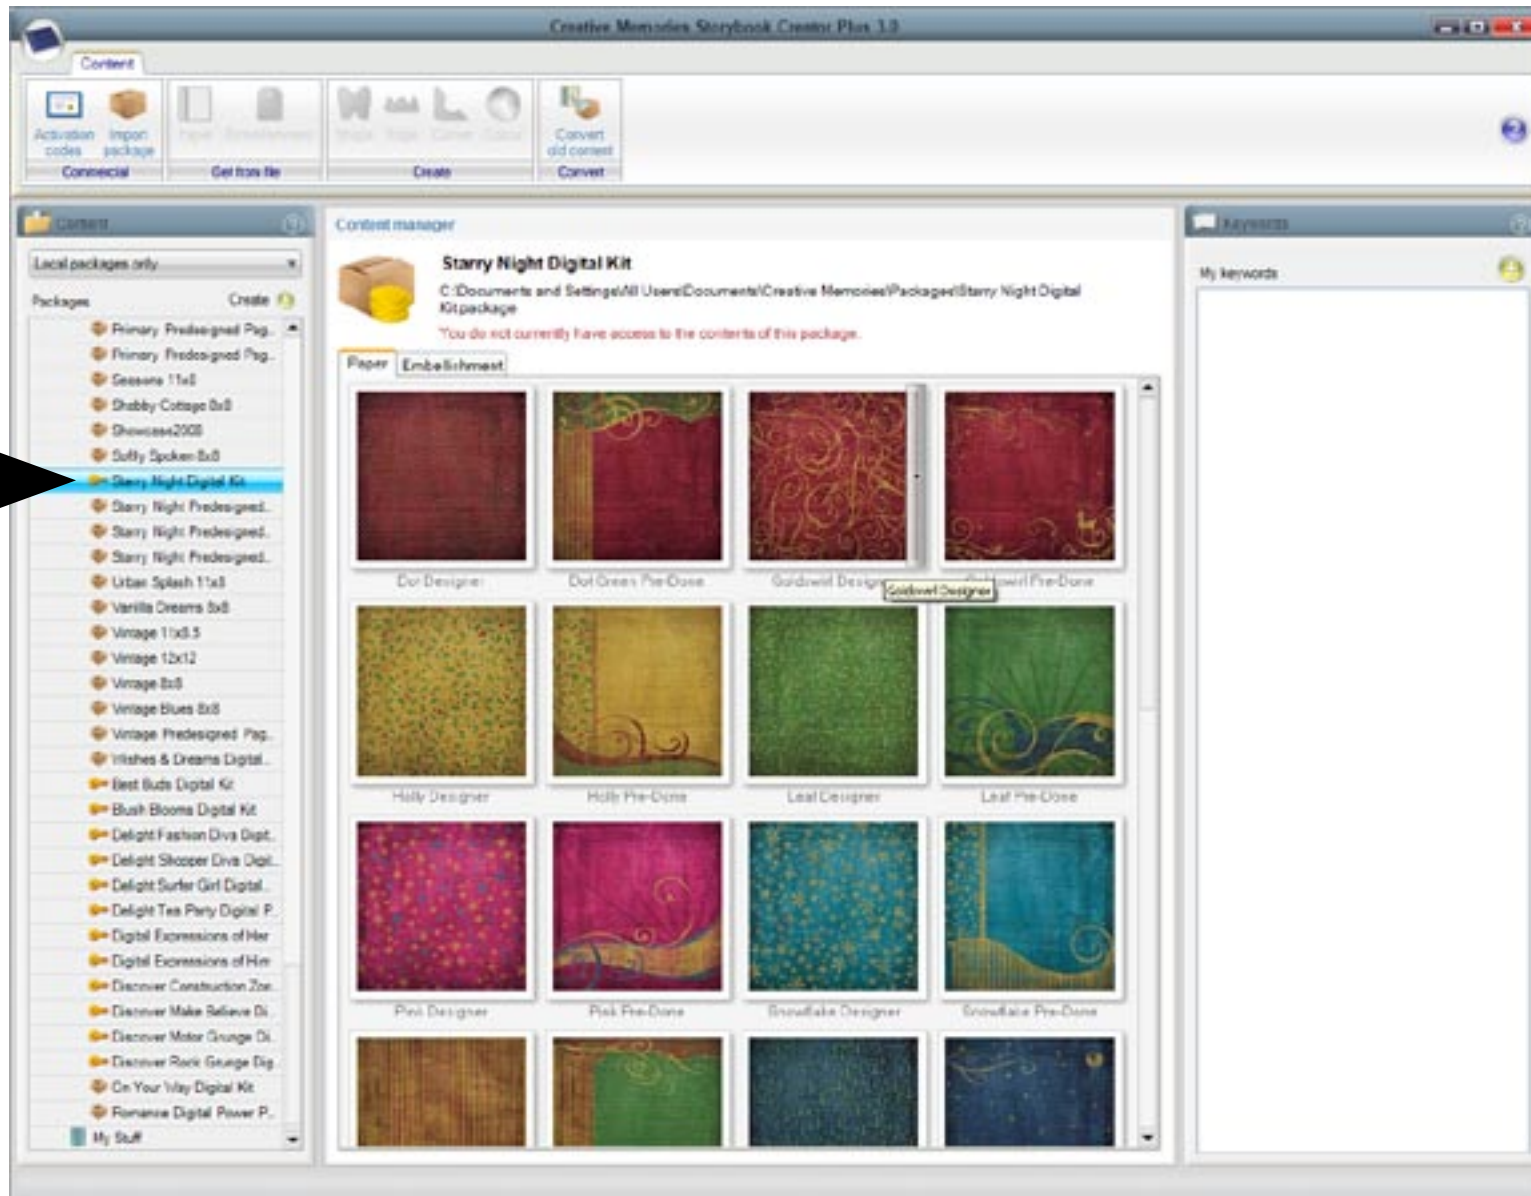 Creative Memories Storybook Creator Plus 3.0
Content
Activation codes
Import package
Paper
Embellishment
Shape
Edge
Corner
Convert old content
Commercial
Get from file
Create
Convert
Content
Local packages only
Packages
Create
Primary Predesigned Pag..
Primary Predesigned Pag..
Seasons 11x8
Shabby Cottage 8x8
Showcase2008
Softly Spoken 8x8
Starry Night Digital Kit
Starry Night Predesigned..
Starry Night Predesigned..
Starry Night Predesigned..
Urban Splash 11x8
Vanilla Dreams 8x8
Vintage 11x8.5
Vintage 12x12
Vintage 8x8
Vintage Blues 8x8
Vintage Predesigned Pag..
Wishes & Dreams Digital..
Best Buds Digital Kit
Blush Blooms Digital Kit
Delight Fashion Diva Digit..
Delight Shopper Diva Digit..
Delight Surfer Girl Digital..
Delight Tea Party Digital P..
Digital Expressions of Her
Digital Expressions of Him
Discover Construction Zon..
Discover Make Believe Di..
Discover Motor Grunge Di..
Discover Rock Grunge Dig..
On Your Way Digital Kit
Romance Digital Power P..
My Stuff
Content manager
Starry Night Digital Kit
C:\Documents and Settings\All Users\Documents\Creative Memories\Packages\Starry Night Digital
Kit.package
You do not currently have access to the contents of this package.
Paper
Embellishment
Dot Designer
Dot Green Pre-Done
Goldswirl Designer
Goldswirl Pre-Done
Goldswirl Designer
Holly Designer
Holly Pre-Done
Leaf Designer
Leaf Pre-Done
Pink Designer
Pink Pre-Done
Snowflake Designer
Snowflake Pre-Done
Keywords
My keywords